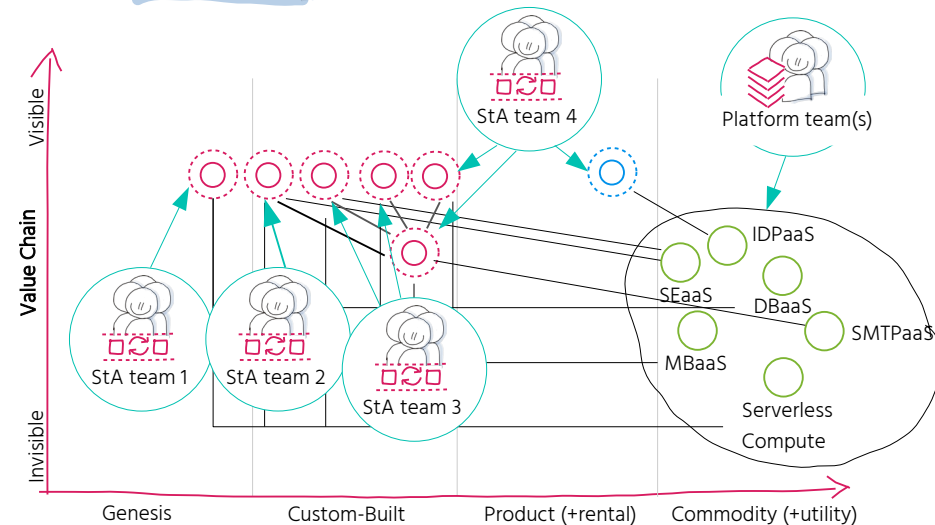 StA team 4
Platform team(s)
Visible
Value Chain
Invisible
IDPaaS
SEaaS
DBaaS
SMTPaaS
MBaaS
Serverless
Compute
StA team 1
StA team 2
StA team 3
Genesis
Custom-Built
Product (+rental)
Commodity (+utility)